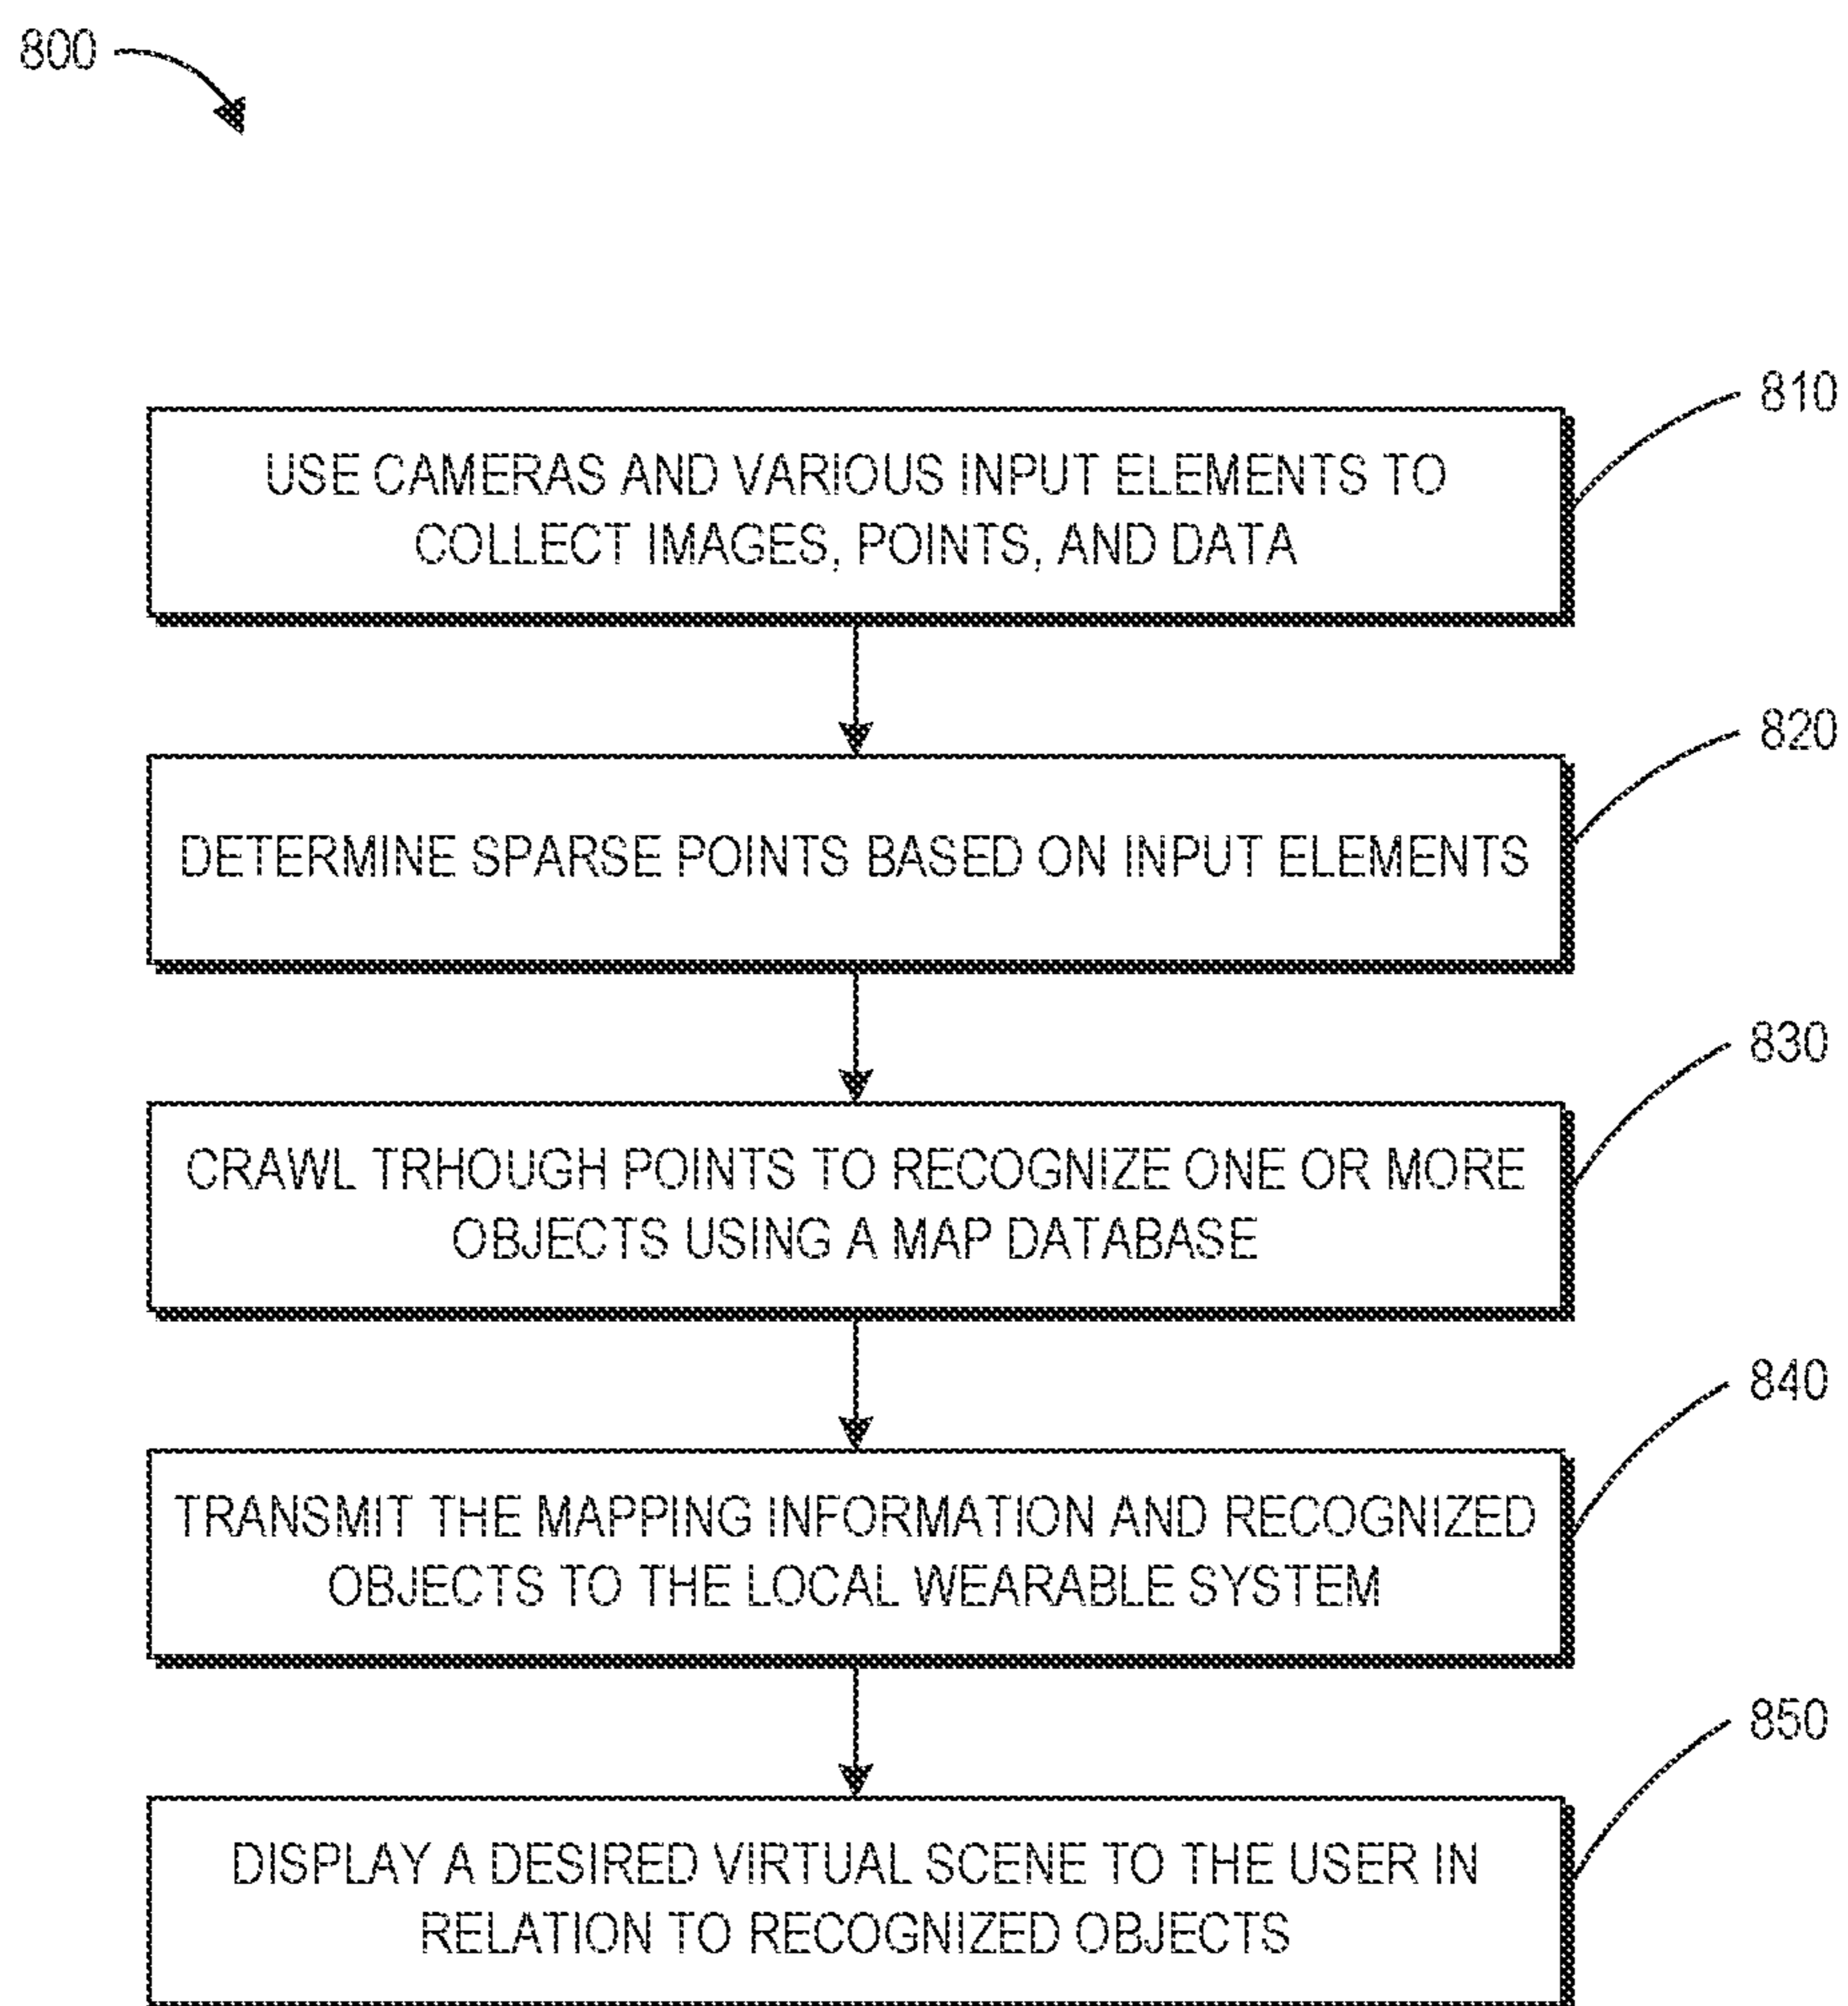 800
810
USE CAMERAS AND VARIOUS INPUT ELEMENTS TO
COLLECT IMAGES, POINTS, AND DATA
820
DETERMINE SPARSE POINTS BASED ON INPUT ELEMENTS
830
CRAWL TRHOUGH POINTS TO RECOGNIZE ONE OR MORE
OBJECTS USING A MAP DATABASE
840
TRANSMIT THE MAPPING INFORMATION AND RECOGNIZED
OBJECTS TO THE LOCAL WEARABLE SYSTEM
850
DISPLAY A DESIRED VIRTUAL SCENE TO THE USER IN
RELATION TO RECOGNIZED OBJECTS